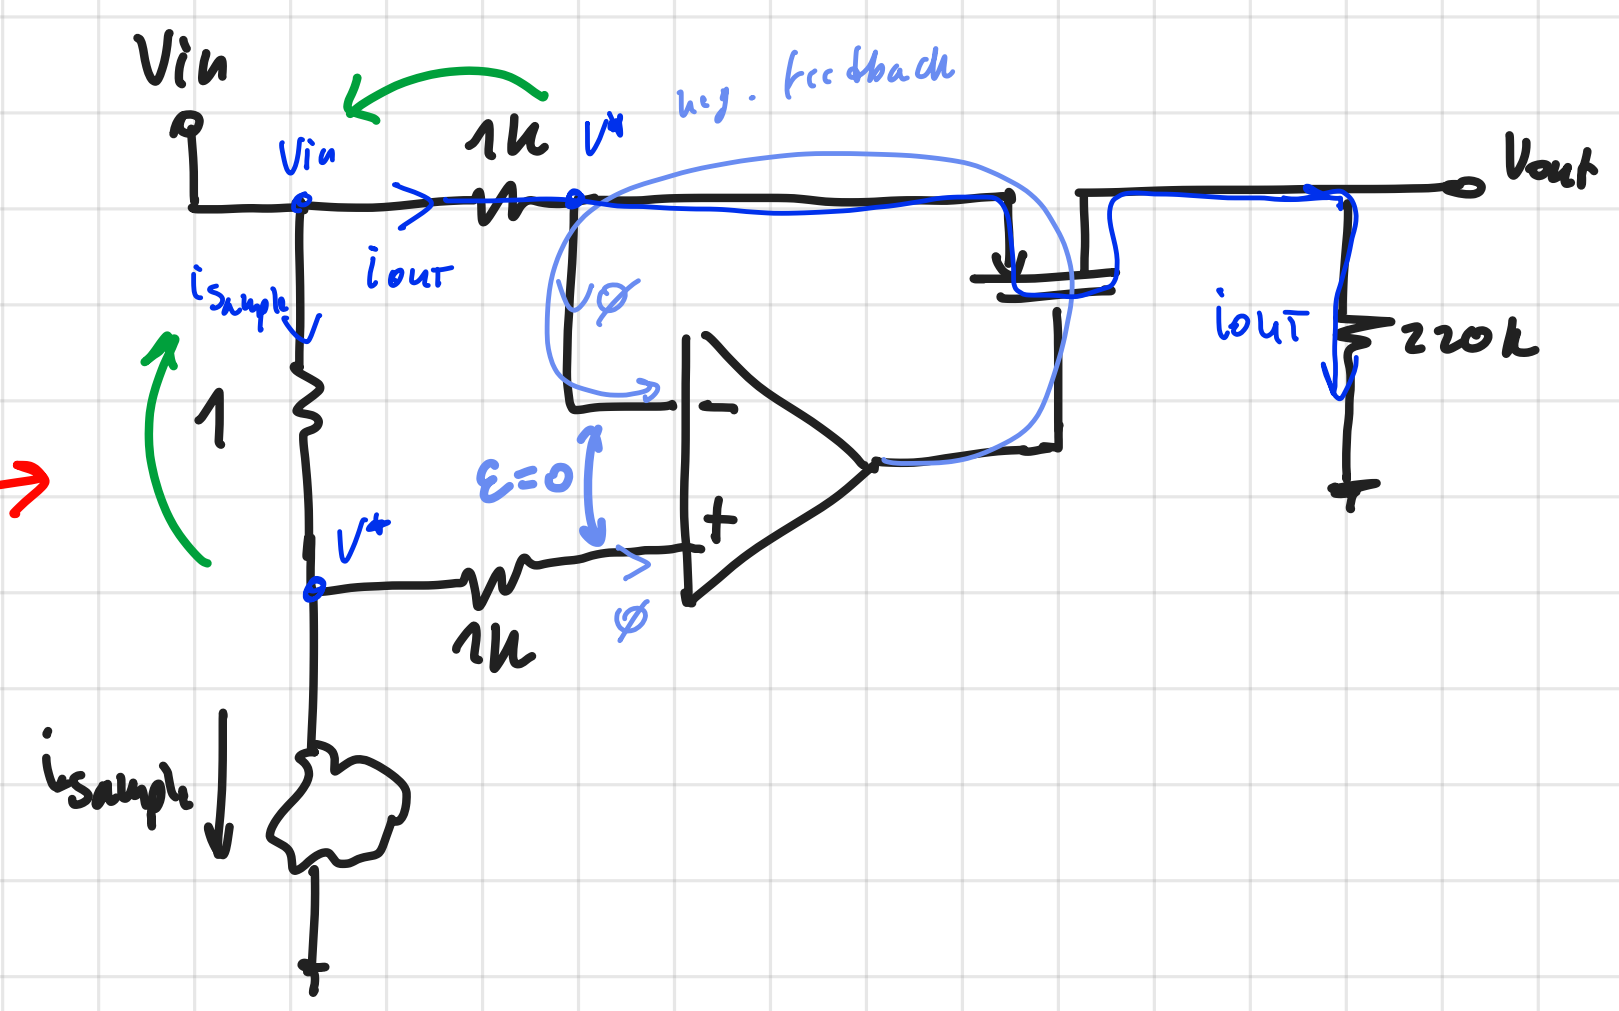 Vin
neg. feedback
1k
V*
Vout
Vin
iout
isample
∅
iout
220k
1
-
ε=0
+
V*
∅
1k
isample